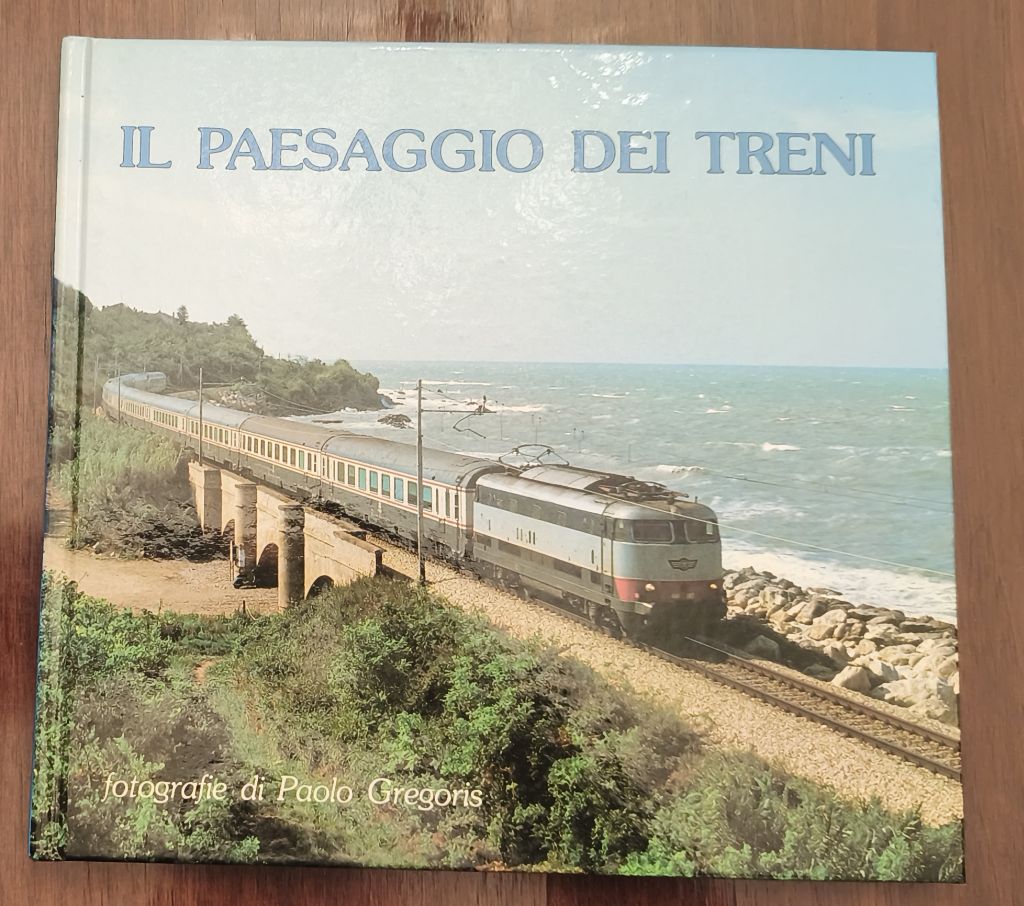 IL PAESAGGIO DEI TRENI
fotografie di Paolo Gregoris